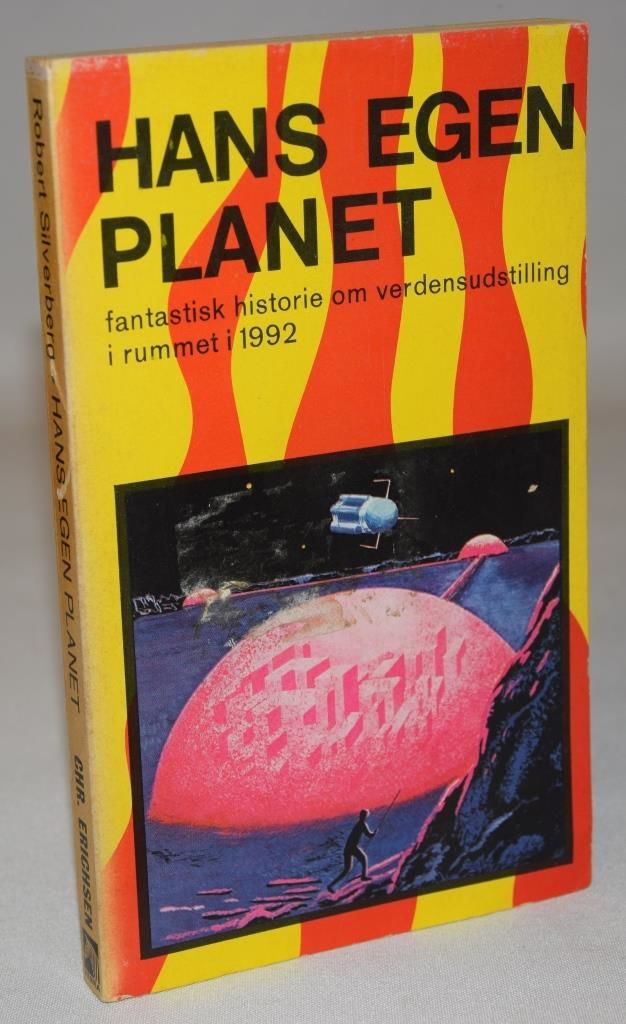 HANS EGEN
PLANET
fantastisk historie om verdensudstilling
i rummet i 1992
Robert Silverberg - HANS EGEN PLANET CHR. ERICHSEN